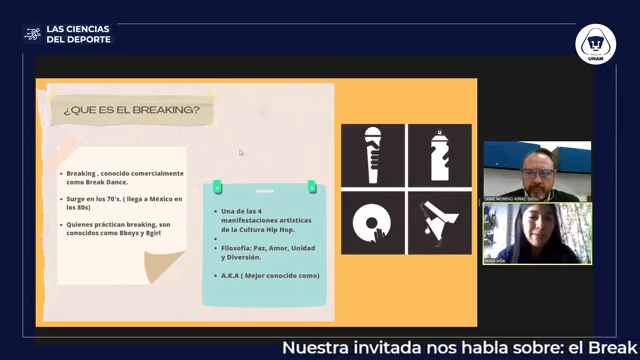 LAS CIENCIAS
DEL DEPORTE
UNAM
¿QUE ES EL BREAKING?
Breaking , conocido comercialmente
como Break Dance.
Surge en los 70's. ( llega a México en
los 80s)
Quienes práctican breaking, son
conocidos como Bboys y Bgirl
Una de las 4
manifestaciones artisticas
de la Cultura Hip Hop.
Filosofía: Paz, Amor, Unidad
y Diversión.
A.K.A ( Mejor conocido como)
Nuestra invitada nos habla sobre: el Break